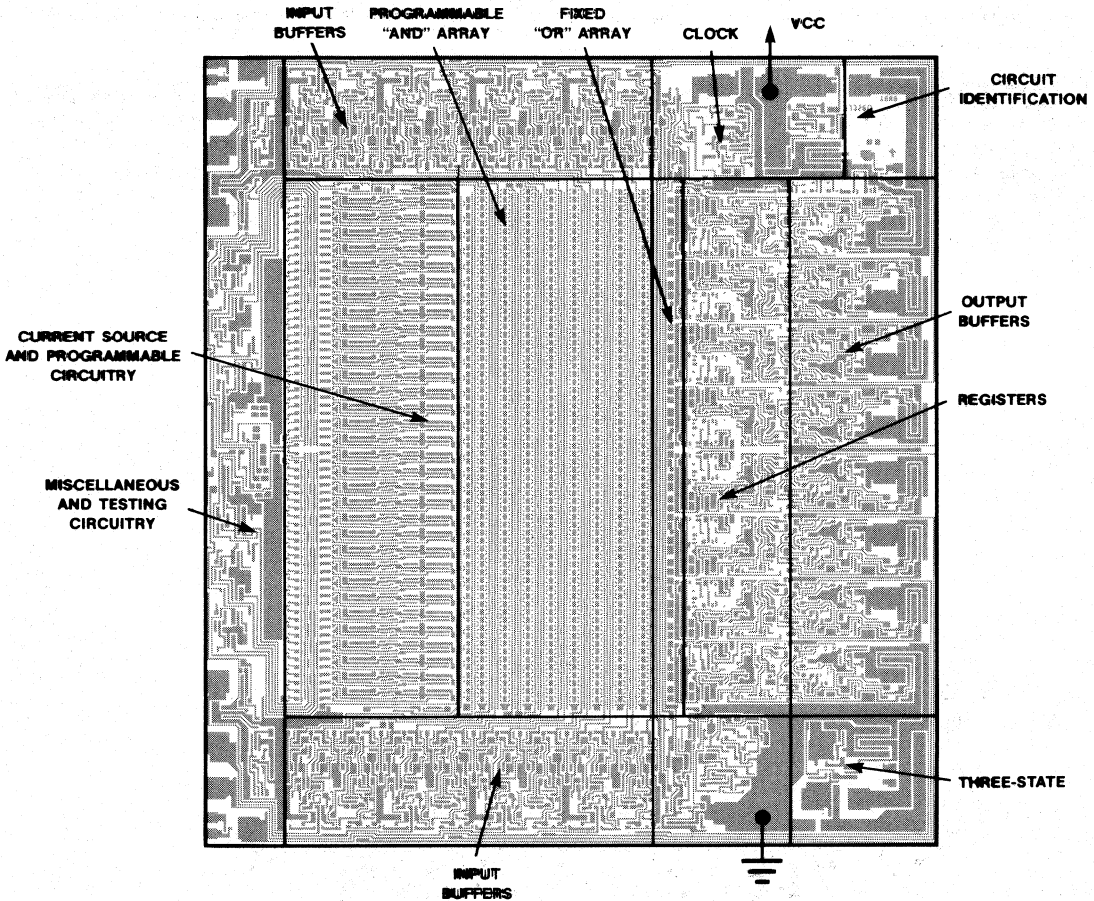 INPUT
BUFFERS
PROGRAMMABLE
"AND" ARRAY
FIXED
"OR" ARRAY
CLOCK
VCC
CIRCUIT
IDENTIFICATION
OUTPUT
BUFFERS
REGISTERS
CURRENT SOURCE
AND PROGRAMMABLE
CIRCUITRY
MISCELLANEOUS
AND TESTING
CIRCUITRY
THREE-STATE
INPUT
BUFFERS